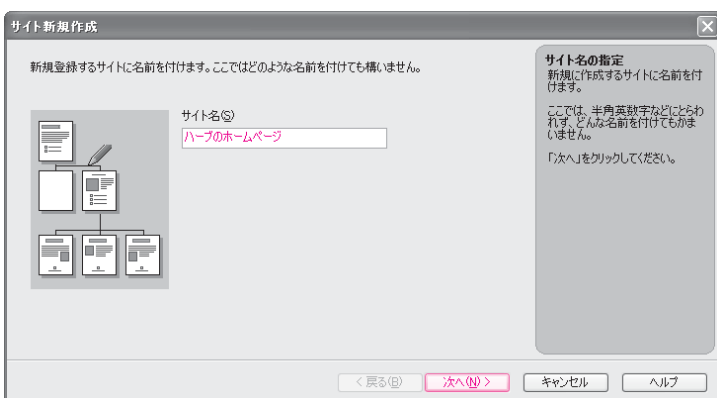 サイト新規作成
新規登録するサイトに名前を付けます。ここではどのような名前を付けても構いません。
サイト名(S)
ハーブのホームページ
サイト名の指定
新規に作成するサイトに名前を付
けます。
ここでは、半角英数字などにとらわ
れず、どんな名前を付けてもかま
いません。
「次へ」をクリックしてください。
< 戻る(B)
次へ(N) >
キャンセル
ヘルプ